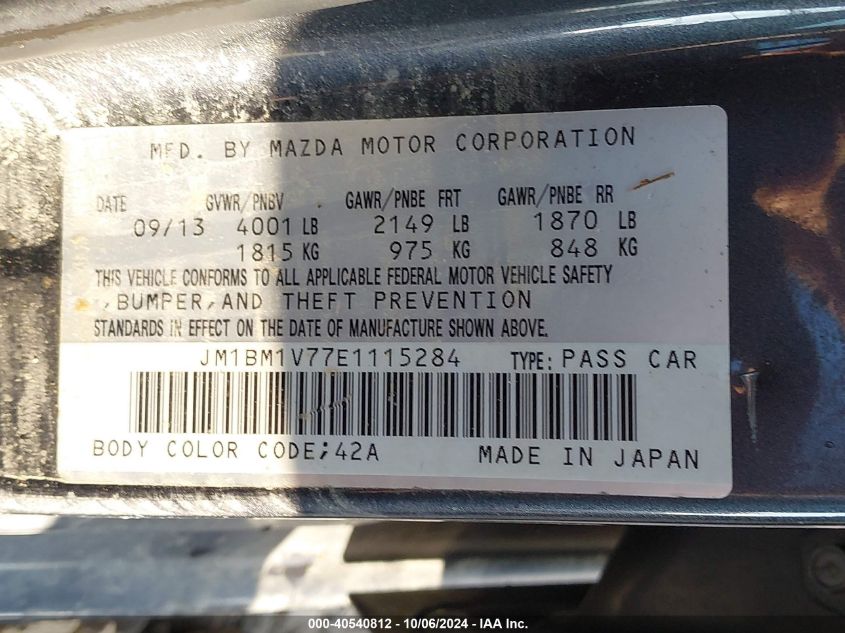 MFD. BY MAZDA MOTOR CORPORATION
DATE GVWR/PNBV GAWR/PNBE FRT GAWR/PNBE RR
09/13 4001 LB 2149 LB 1870 LB
1815 KG 975 KG 848 KG
THIS VEHICLE CONFORMS TO ALL APPLICABLE FEDERAL MOTOR VEHICLE SAFETY
,BUMPER,AND THEFT PREVENTION
STANDARDS IN EFFECT ON THE DATE OF MANUFACTURE SHOWN ABOVE.
JM1BM1V77E1115284 TYPE: PASS CAR
BODY COLOR CODE;42A MADE IN JAPAN
000-40540812 - 10/06/2024 - IAA Inc.